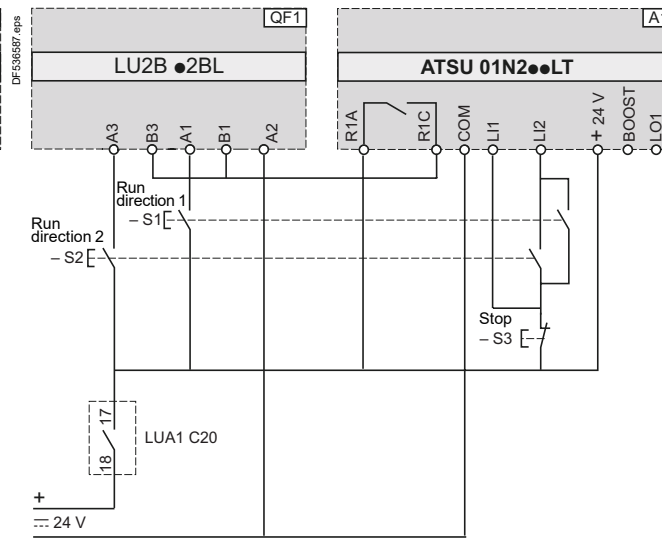 DF536587.eps
QF1
A1
LU2B ●2BL
ATSU 01N2●●LT
A3
B3
A1
B1
A2
R1A
R1C
COM
LI1
LI2
+ 24 V
BOOST
LO1
Run
direction 1
– S1
Run
direction 2
– S2
Stop
– S3
17
18
LUA1 C20
+
24 V